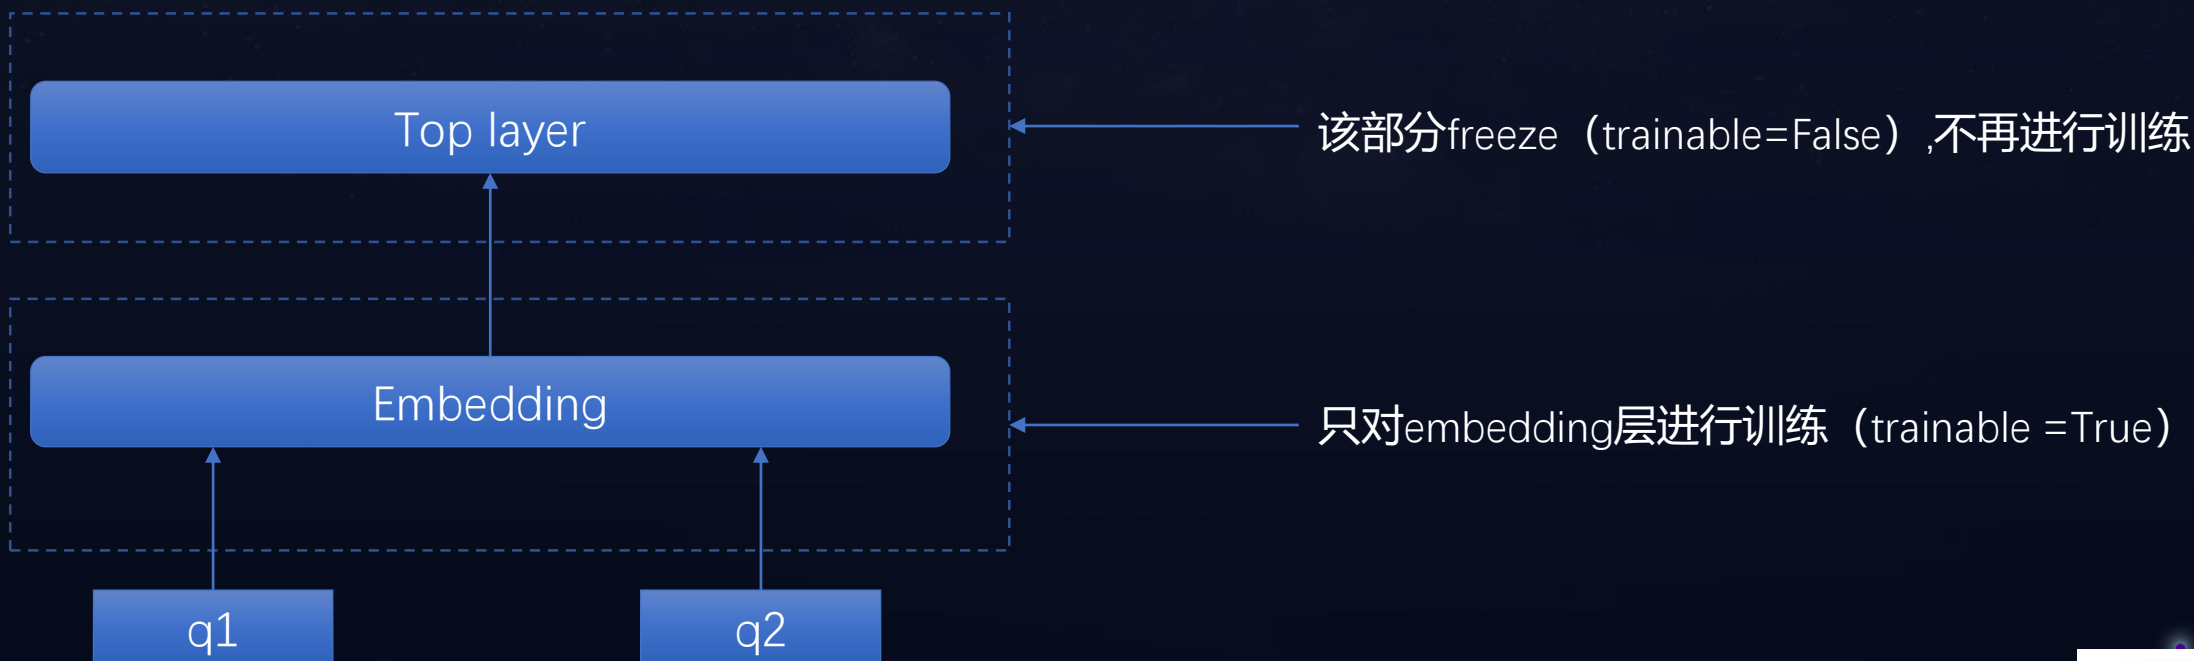 Top layer
该部分freeze（trainable=False）,不再进行训练
Embedding
只对embedding层进行训练（trainable =True）
q1
q2